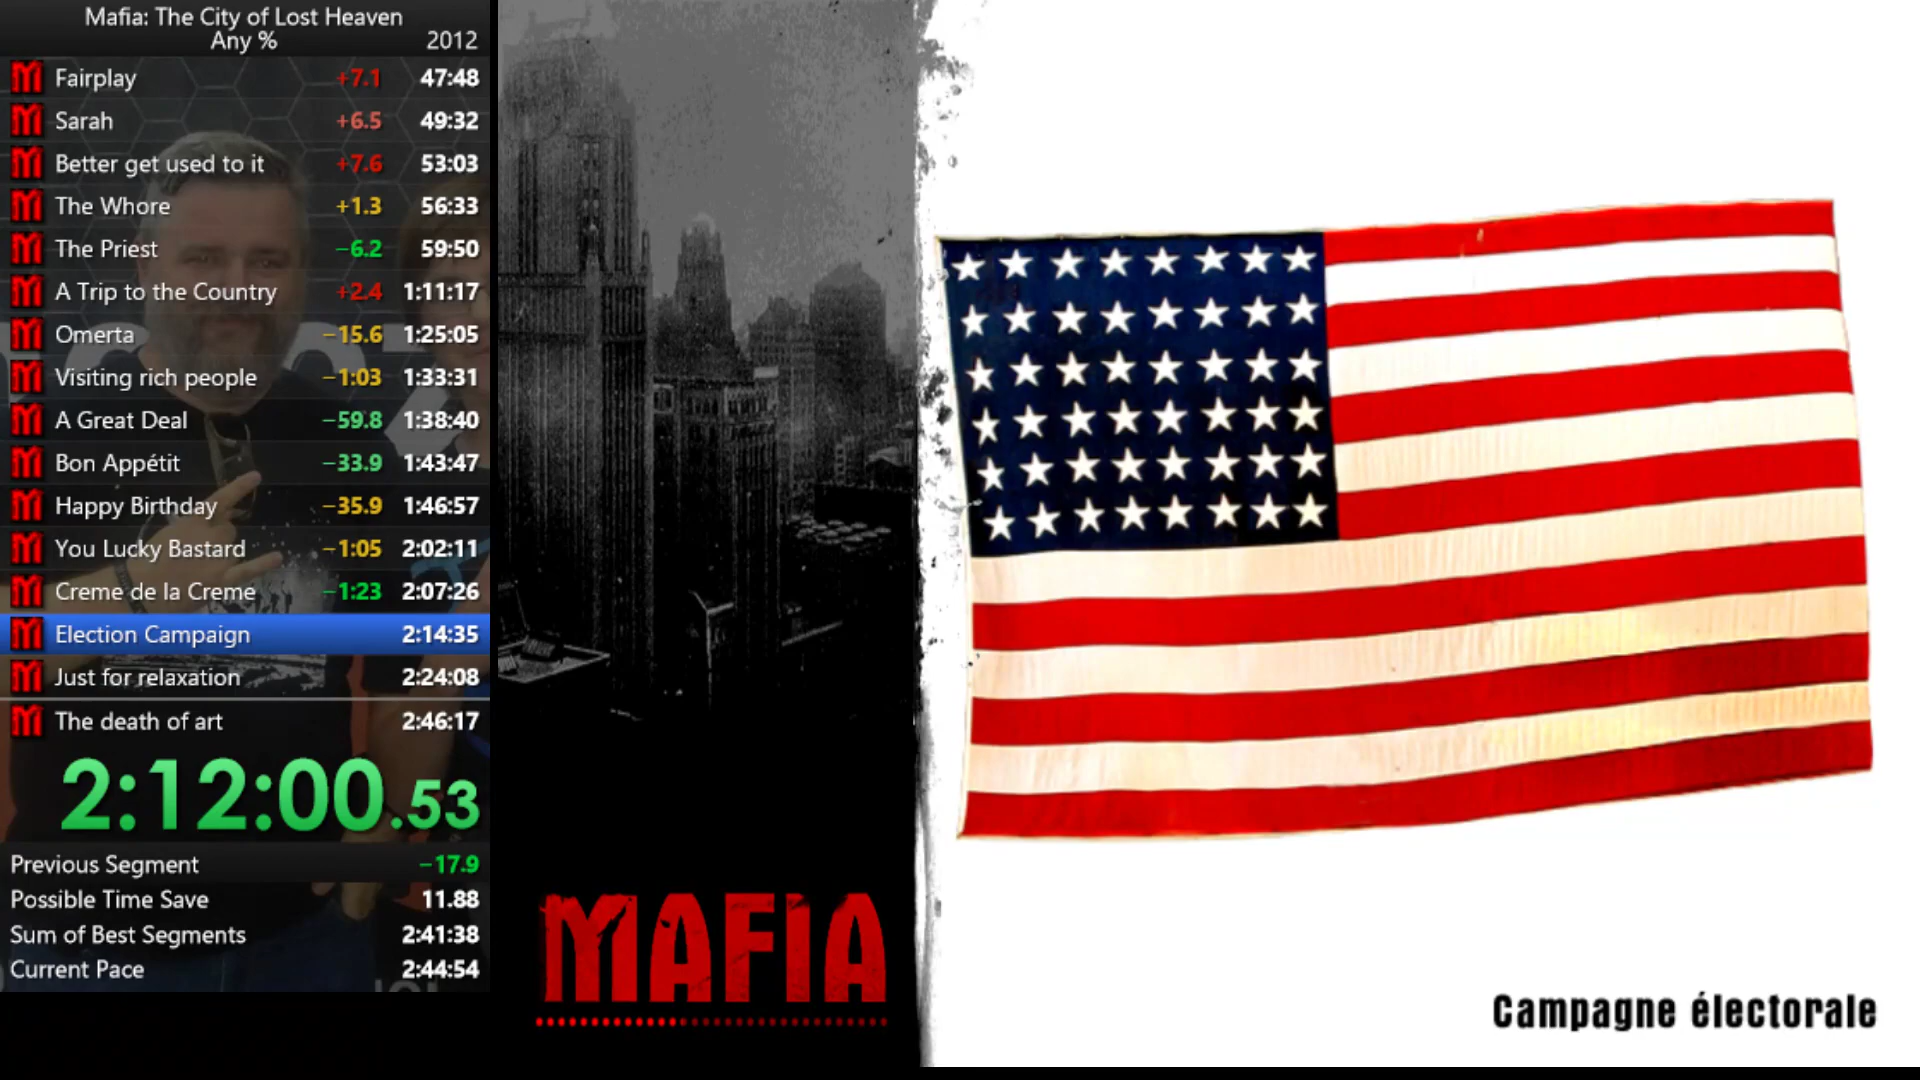 Mafia: The City of Lost Heaven
Any % 2012
Fairplay +7.1 47:48
Sarah +6.5 49:32
Better get used to it +7.6 53:03
The Whore +1.3 56:33
The Priest −6.2 59:50
A Trip to the Country +2.4 1:11:17
Omerta −15.6 1:25:05
Visiting rich people −1:03 1:33:31
A Great Deal −59.8 1:38:40
Bon Appétit −33.9 1:43:47
Happy Birthday −35.9 1:46:57
You Lucky Bastard −1:05 2:02:11
Creme de la Creme −1:23 2:07:26
Election Campaign 2:14:35
Just for relaxation 2:24:08
The death of art 2:46:17
2:12:00.53
Previous Segment −17.9
Possible Time Save 11.88
Sum of Best Segments 2:41:38
Current Pace 2:44:54
MAFIA
Campagne électorale